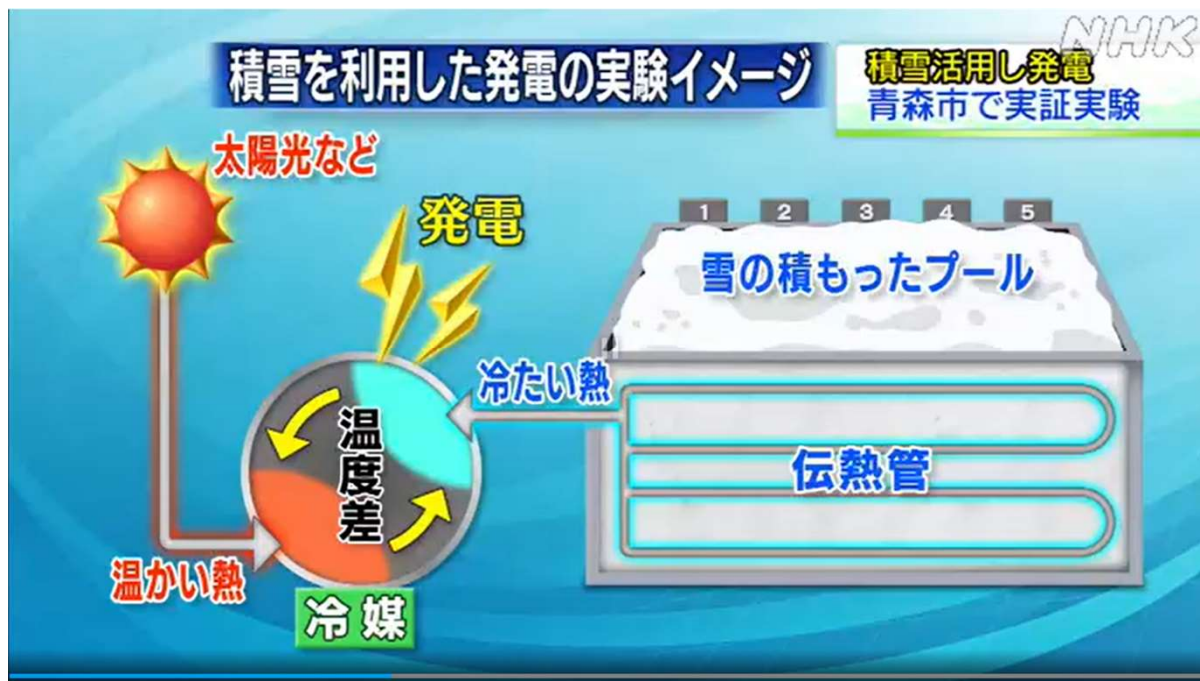 NHK
積雪を利用した発電の実験イメージ
積雪活用し発電
青森市で実証実験
太陽光など
発電
1 2 3 4 5
雪の積もったプール
冷たい熱
温度差
伝熱管
温かい熱
冷媒